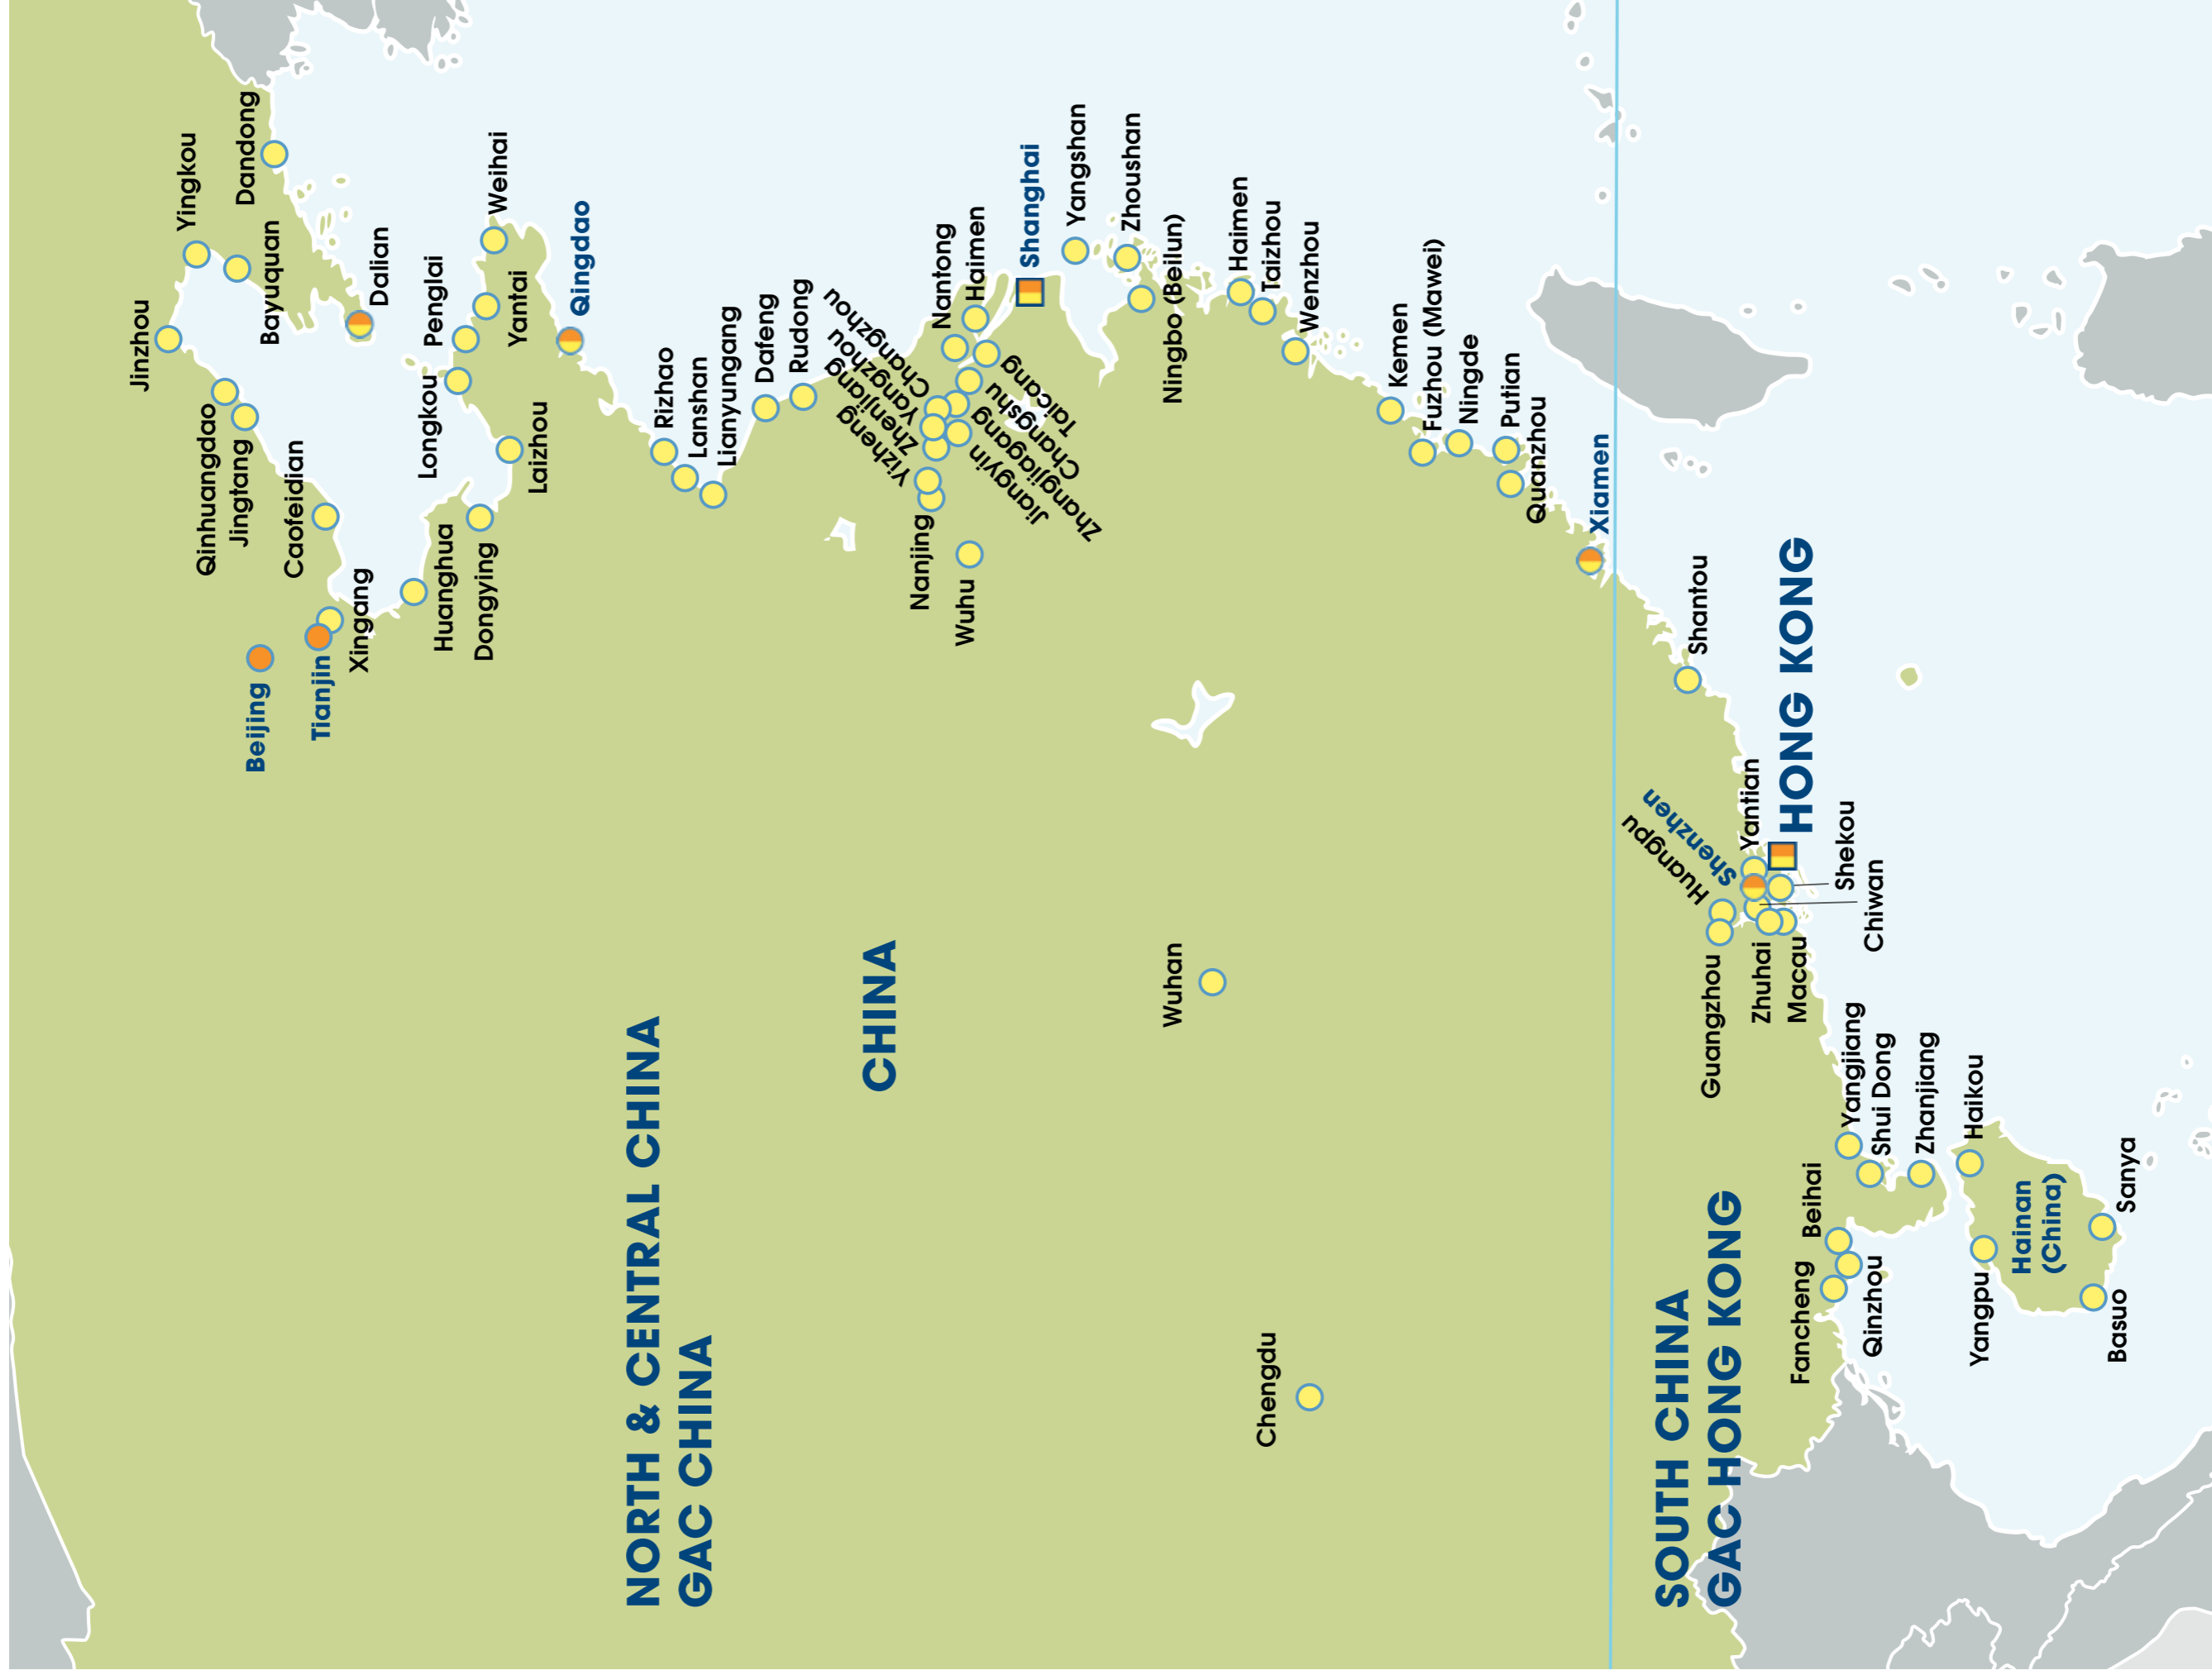 Jinzhou
Yingkou
Dandong
Bayuquan
Qinhuangdao
Jingtang
Caofeidian
Dalian
Beijing
Tianjin
Xingang
Penglai
Longkou
Weihai
Yantai
Laizhou
Huanghua
Dongying
Qingdao
Rizhao
Lanshan
Lianyungang
Dafeng
Rudong
NORTH & CENTRAL CHINA
GAC CHINA
CHINA
Changzhou
Yangzhou
Zhenjiang
Yizheng
Nanjing
Wuhu
Nantong
Haimen
Shanghai
Taicang
Changshu
Zhangjiagang
Jiangyin
Yangshan
Zhoushan
Ningbo (Beilun)
Haimen
Taizhou
Wenzhou
Wuhan
Chengdu
Kemen
Fuzhou (Mawei)
Ningde
Putian
Quanzhou
Xiamen
SOUTH CHINA
GAC HONG KONG
Shantou
Shenzhen
Huangpu
Yantian
HONG KONG
Shekou
Chiwan
Guangzhou
Zhuhai
Macau
Yangjiang
Shui Dong
Zhanjiang
Beihai
Fancheng
Qinzhou
Haikou
Yangpu
Hainan
(China)
Sanya
Basuo